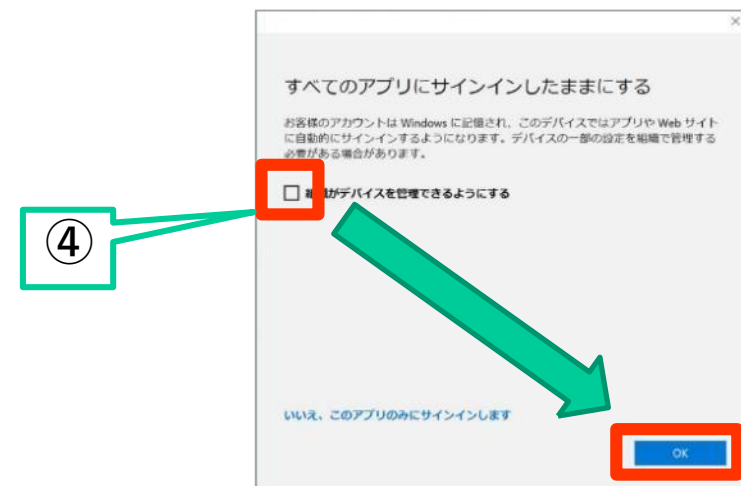 すべてのアプリにサインインしたままにする
お客様のアカウントは Windows に記憶され、このデバイスではアプリや Web サイト
に自動的にサインインするようになります。デバイスの一部の設定を組織で管理する
必要がある場合があります。
組織がデバイスを管理できるようにする
④
いいえ、このアプリのみにサインインします
OK